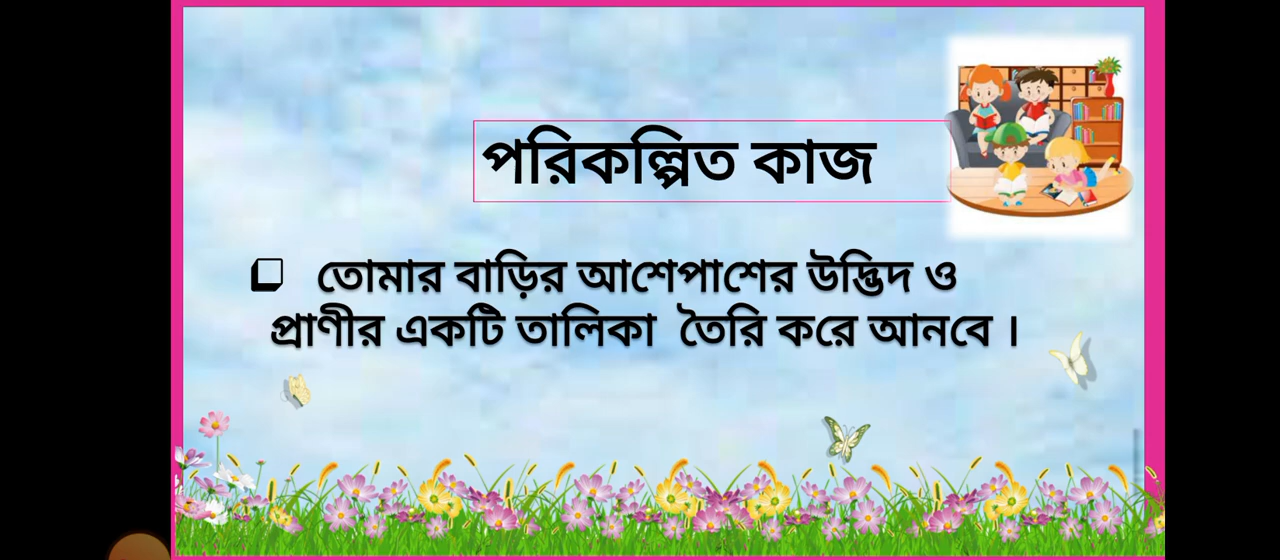 পরিকল্পিত কাজ
তোমার বাড়ির আশেপাশের উদ্ভিদ ও
প্রাণীর একটি তালিকা তৈরি করে আনবে ।